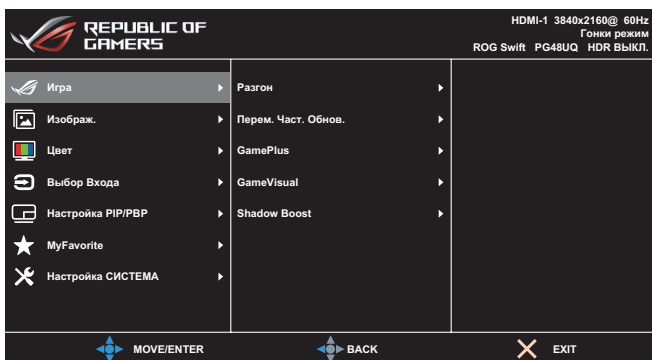 REPUBLIC OF
GAMERS
HDMI-1 3840x2160@ 60Hz
Гонки режим
ROG Swift PG48UQ HDR ВЫКЛ.
Игра
Изображ.
Цвет
Выбор Входа
Настройка PIP/PBP
MyFavorite
Настройка СИСТЕМА
Разгон
Перем. Част. Обнов.
GamePlus
GameVisual
Shadow Boost
MOVE/ENTER
BACK
EXIT